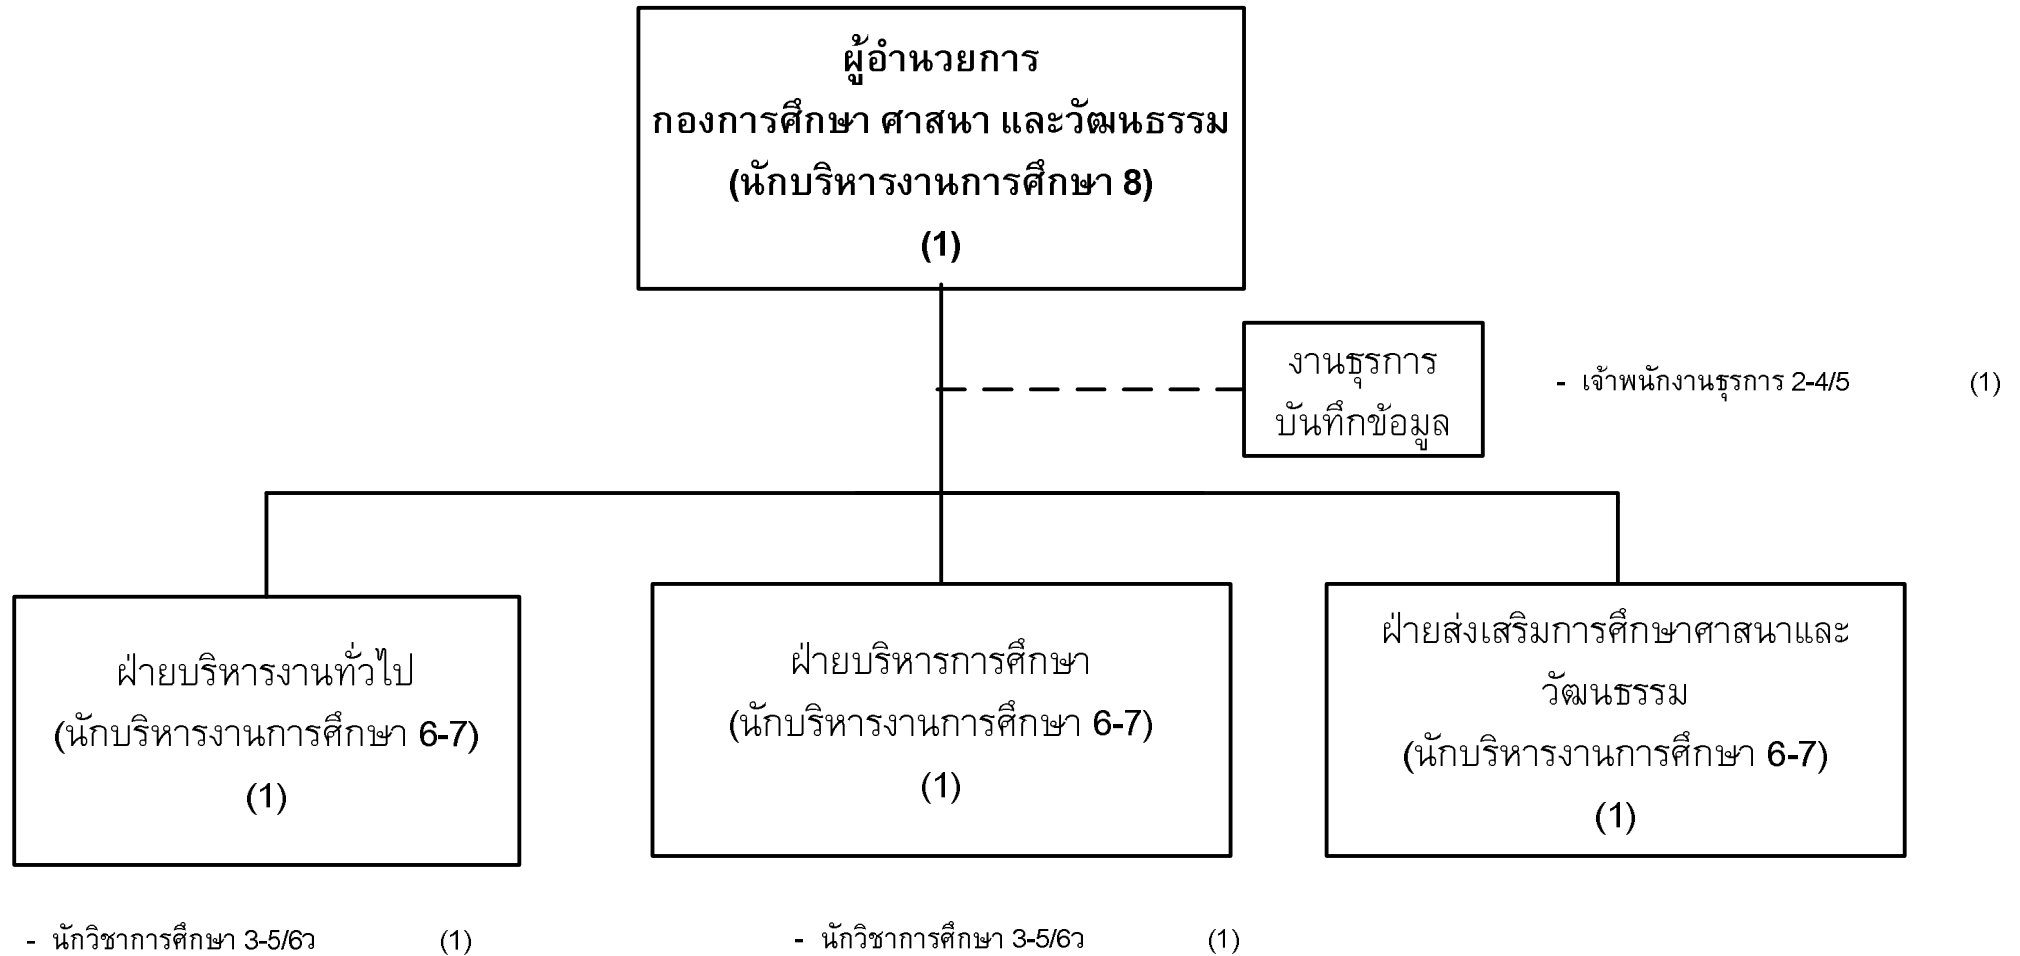 ผู้อำนวยการ
กองการศึกษา ศาสนา และวัฒนธรรม
(นักบริหารงานการศึกษา 8)
(1)
งานธุรการ
บันทึกข้อมูล
- เจ้าพนักงานธุรการ 2-4/5 (1)
ฝ่ายบริหารงานทั่วไป
(นักบริหารงานการศึกษา 6-7)
(1)
ฝ่ายบริหารการศึกษา
(นักบริหารงานการศึกษา 6-7)
(1)
ฝ่ายส่งเสริมการศึกษาศาสนาและ
วัฒนธรรม
(นักบริหารงานการศึกษา 6-7)
(1)
- นักวิชาการศึกษา 3-5/6ว (1)
- นักวิชาการศึกษา 3-5/6ว (1)